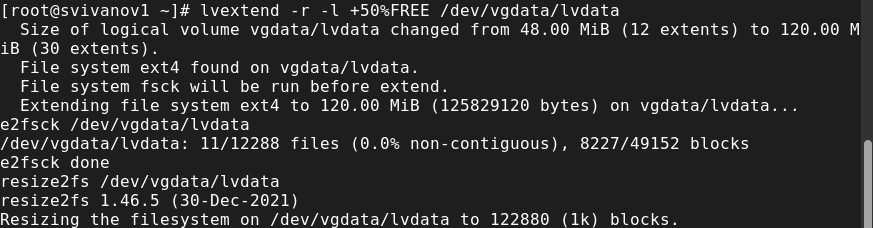 [root@svivanov1 ~]# lvextend -r -l +50%FREE /dev/vgdata/lvdata
  Size of logical volume vgdata/lvdata changed from 48.00 MiB (12 extents) to 120.00 M
iB (30 extents).
  File system ext4 found on vgdata/lvdata.
  File system fsck will be run before extend.
  Extending file system ext4 to 120.00 MiB (125829120 bytes) on vgdata/lvdata...
e2fsck /dev/vgdata/lvdata
/dev/vgdata/lvdata: 11/12288 files (0.0% non-contiguous), 8227/49152 blocks
e2fsck done
resize2fs /dev/vgdata/lvdata
resize2fs 1.46.5 (30-Dec-2021)
Resizing the filesystem on /dev/vgdata/lvdata to 122880 (1k) blocks.